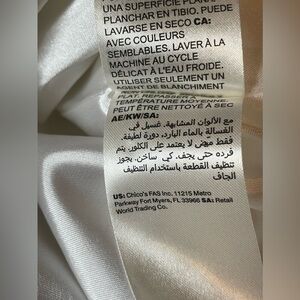 UNA SUPERFICIE PLANA.
PLANCHAR EN TIBIO. PUEDE
LAVARSE EN SECO CA:
AVEC COULEURS
SEMBLABLES. LAVER À LA
MACHINE AU CYCLE
DÉLICAT À L'EAU FROIDE.
UTILISER SEULEMENT UN
AGENT DE BLANCHIMENT
PLAT. REPASSER À
TEMPÉRATURE MOYENNE.
PEUT ÊTRE NETTOYÉ À SEC
AE/KW/SA:
مع الألوان المشابهة. غسيل في
الغسالة بالماء البارد، دورة لطيفة
فقط مبيض لا يعتمد على الكلور. يتم
فرده حتى يجف. كي ساخن. يجوز
تنظيف القطعة باستخدام التنظيف
الجاف
US: Chico's FAS Inc. 11215 Metro
Parkway Fort Myers, FL 33966 SA: Retail
World Trading Co.